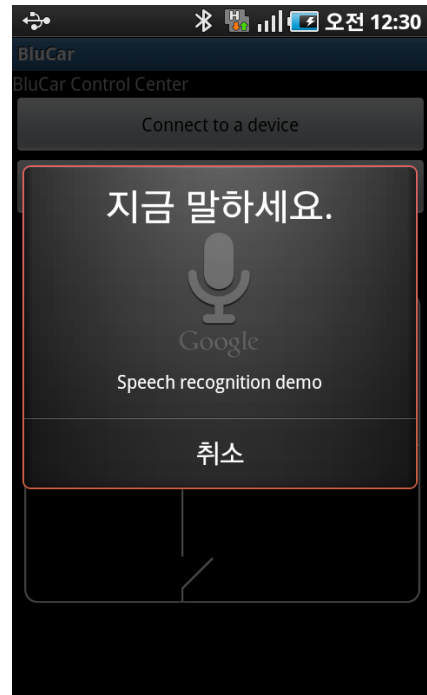 오전 12:30
BluCar
BluCar Control Center
Connect to a device
지금 말하세요.
Google
Speech recognition demo
취소